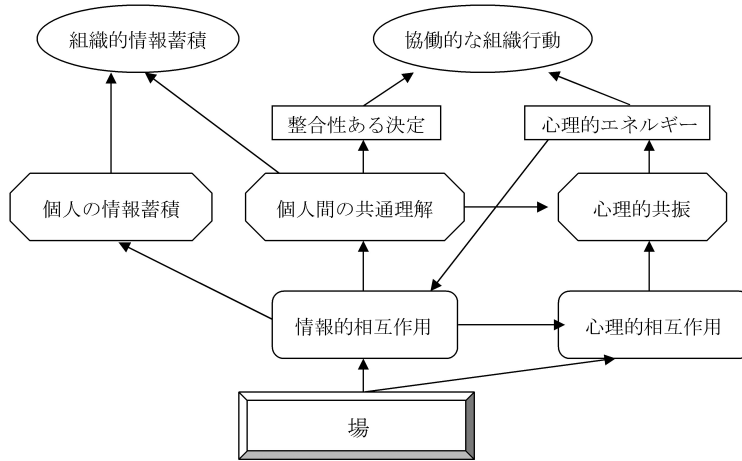 組織的情報蓄積
協働的な組織行動
整合性ある決定
心理的エネルギー
個人の情報蓄積
個人間の共通理解
心理的共振
情報的相互作用
心理的相互作用
場